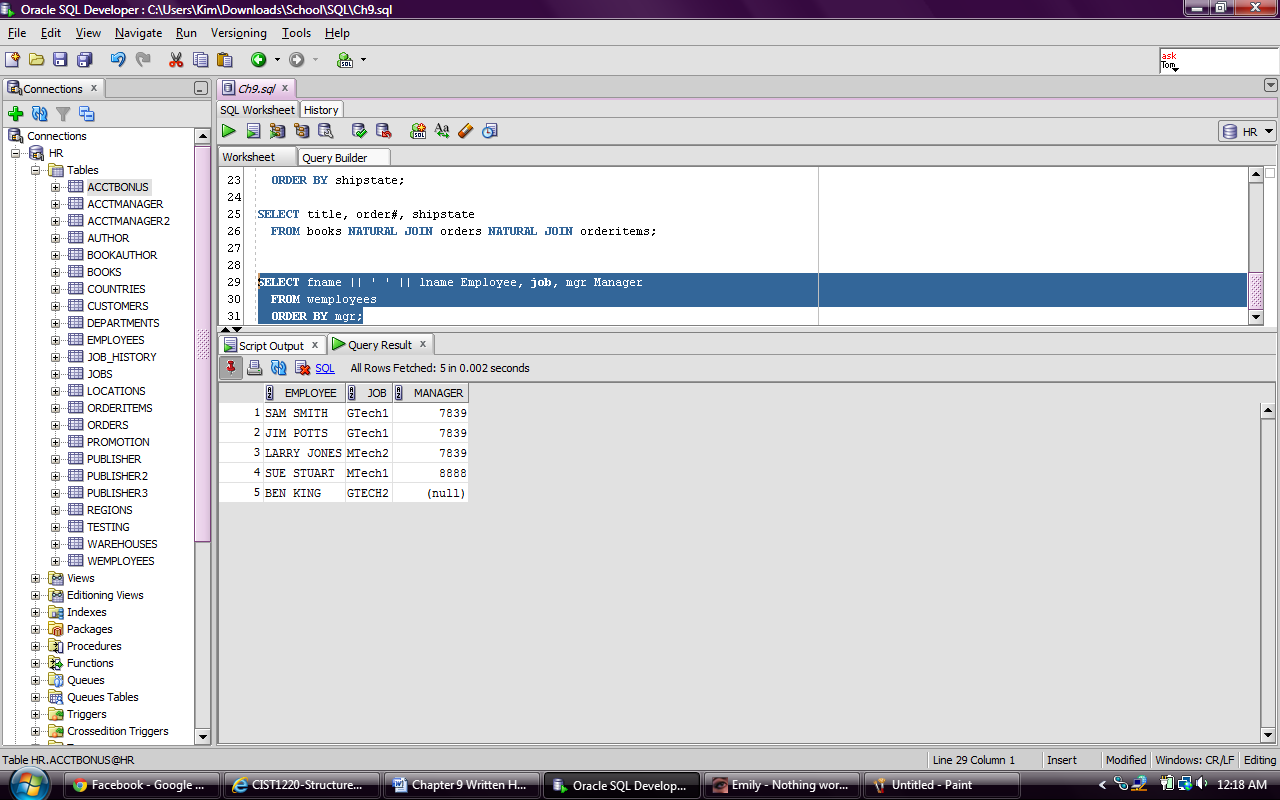 Oracle SQL Developer : C:\Users\Kim\Downloads\School\SQL\Ch9.sql
File Edit View Navigate Run Versioning Tools Help
ask
Tom
Connections
Ch9.sql
SQL Worksheet History
HR
Worksheet Query Builder
Connections
HR
Tables
ACCTBONUS
ACCTMANAGER
ACCTMANAGER2
AUTHOR
BOOKAUTHOR
BOOKS
COUNTRIES
CUSTOMERS
DEPARTMENTS
EMPLOYEES
JOB_HISTORY
JOBS
LOCATIONS
ORDERITEMS
ORDERS
PROMOTION
PUBLISHER
PUBLISHER2
PUBLISHER3
REGIONS
TESTING
WAREHOUSES
WEMPLOYEES
Views
Editioning Views
Indexes
Packages
Procedures
Functions
Queues
Queues Tables
Triggers
Crossedition Triggers
23 ORDER BY shipstate;
24
25 SELECT title, order#, shipstate
26 FROM books NATURAL JOIN orders NATURAL JOIN orderitems;
27
28
29 SELECT fname || ' ' || lname Employee, job, mgr Manager
30 FROM wemployees
31 ORDER BY mgr;
Script Output Query Result
SQL All Rows Fetched: 5 in 0.002 seconds
EMPLOYEE JOB MANAGER
1 SAM SMITH GTech1 7839
2 JIM POTTS GTech1 7839
3 LARRY JONES MTech2 7839
4 SUE STUART MTech1 8888
5 BEN KING GTECH2 (null)
Table HR.ACCTBONUS@HR
Line 29 Column 1 Insert Modified Windows: CR/LF Editing
Facebook - Google ... CIST1220-Structure... Chapter 9 Written H... Oracle SQL Develop... Emily - Nothing wor... Untitled - Paint 12:18 AM